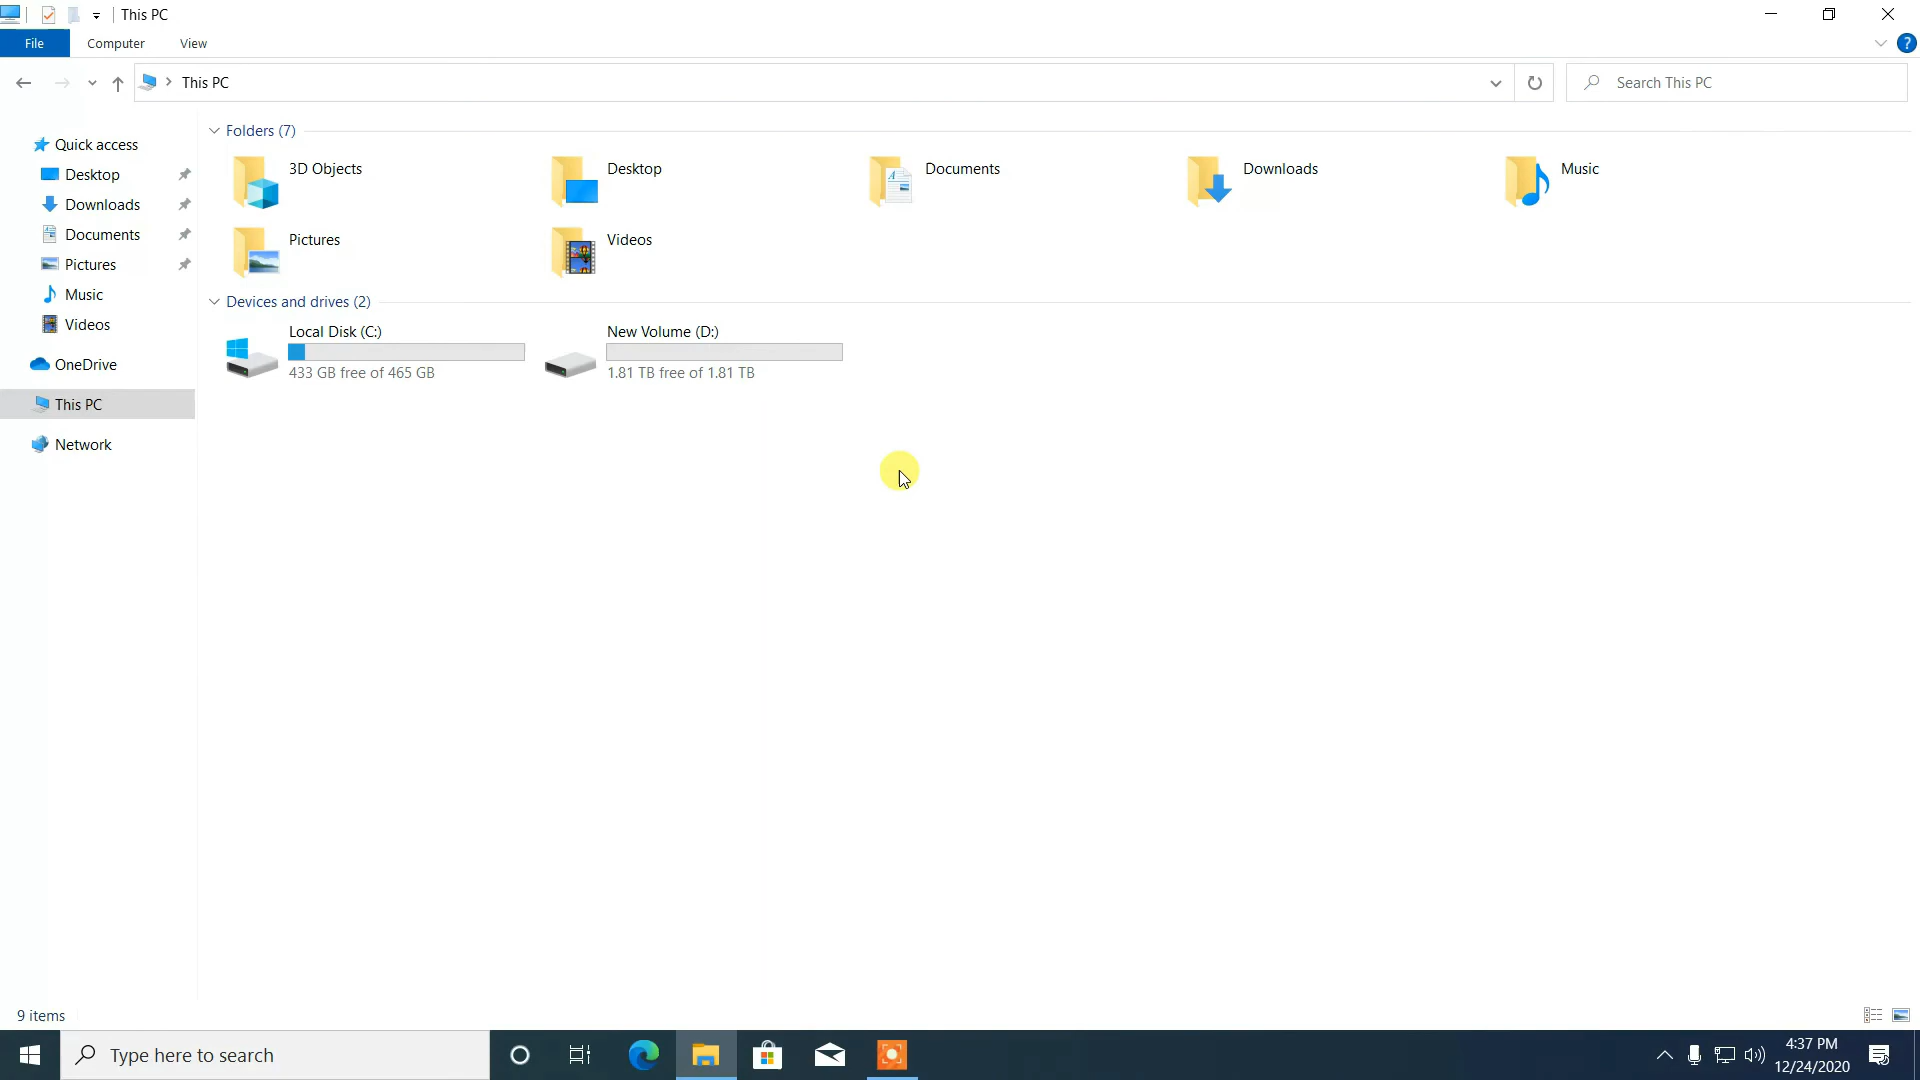 This PC
File Computer View
This PC
Search This PC
Quick access
Desktop
Downloads
Documents
Pictures
Music
Videos
OneDrive
This PC
Network
Folders (7)
3D Objects
Desktop
Documents
Downloads
Music
Pictures
Videos
Devices and drives (2)
Local Disk (C:)
433 GB free of 465 GB
New Volume (D:)
1.81 TB free of 1.81 TB
9 items
Type here to search
4:37 PM
12/24/2020